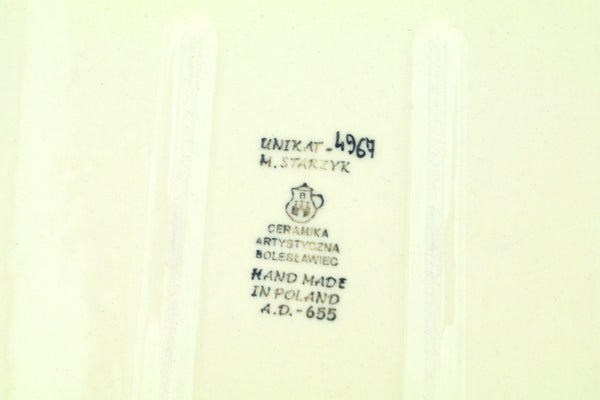 UNIKAT-4967
M. STARZYK
B
CERAMIKA
ARTYSTYCZNA
BOLESŁAWIEC
HAND MADE
IN POLAND
A.D.-655